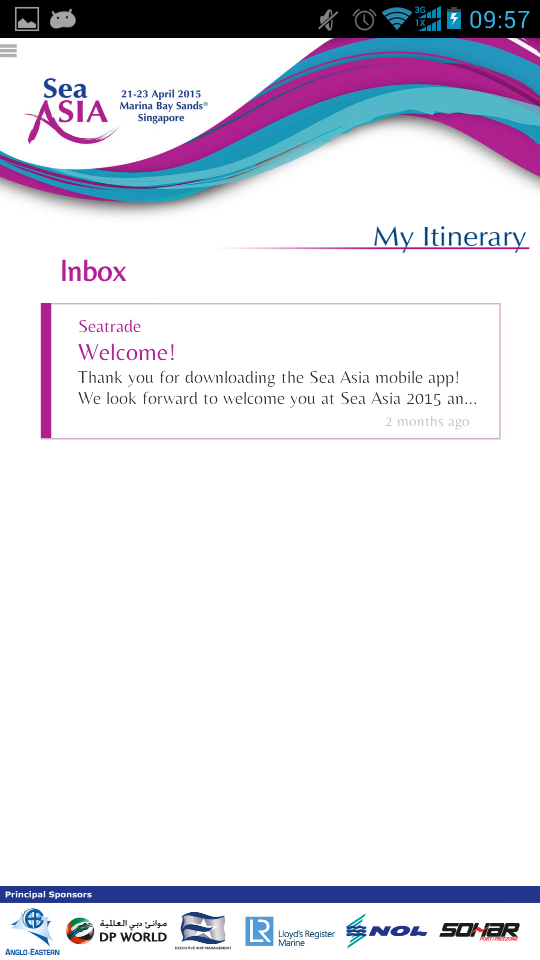 3G
1X
09:57
Sea
ASIA
21-23 April 2015
Marina Bay Sands®
Singapore
My Itinerary
Inbox
Seatrade
Welcome!
Thank you for downloading the Sea Asia mobile app!
We look forward to welcome you at Sea Asia 2015 an...
2 months ago
Principal Sponsors
ANGLO-EASTERN
موانئ دبي العالمية
DP WORLD
EXECUTIVE SHIP MANAGEMENT
LR
Lloyd's Register
Marine
NOL
SOHAR
PORT/FREEZONE